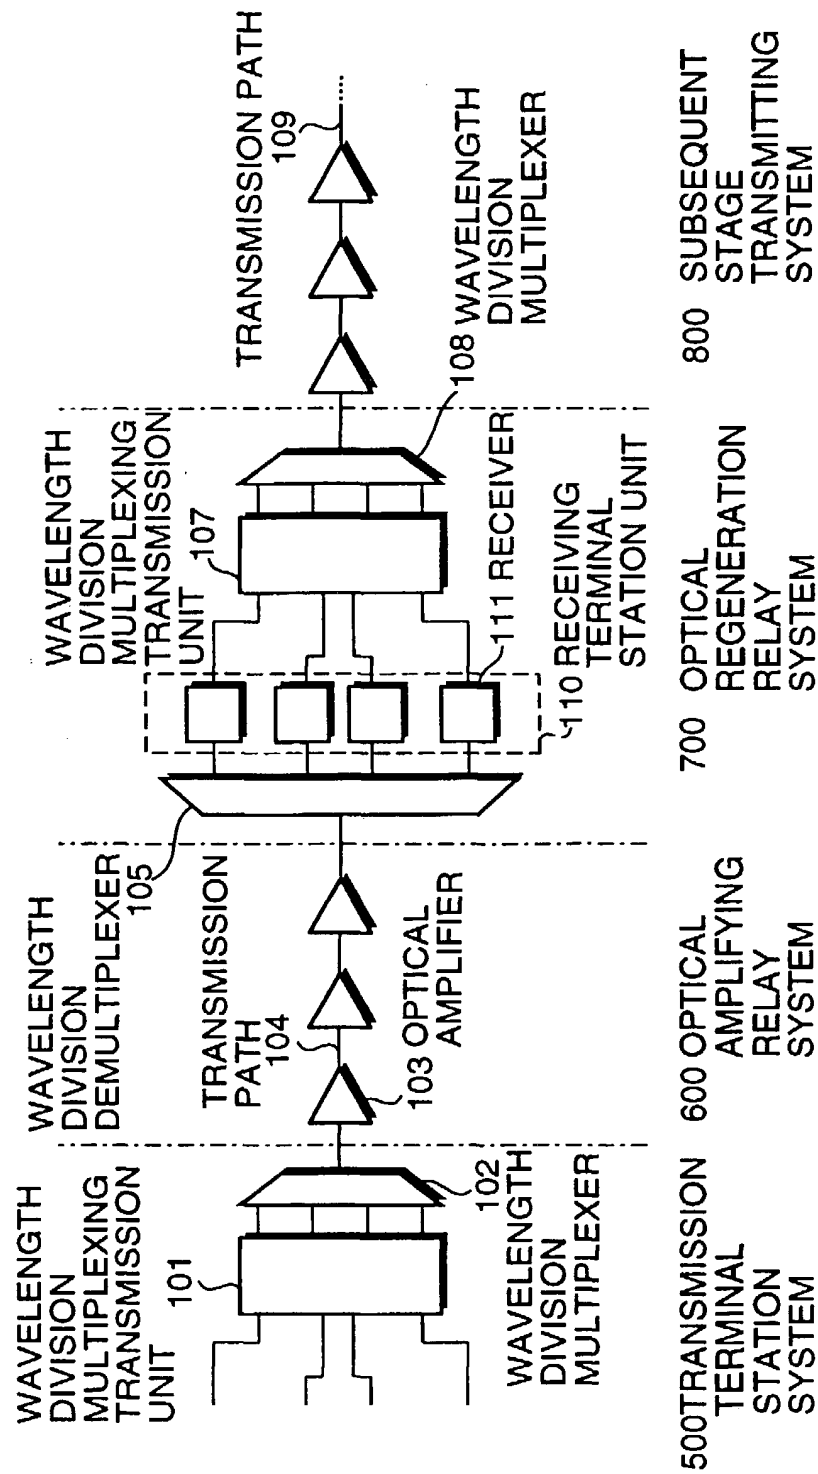 WAVELENGTH
DIVISION
MULTIPLEXING
TRANSMISSION
UNIT
101
WAVELENGTH
DIVISION
DEMULTIPLEXER
105
TRANSMISSION
PATH
104
103 OPTICAL
AMPLIFIER
102
WAVELENGTH
DIVISION
MULTIPLEXER
WAVELENGTH
DIVISION
MULTIPLEXING
TRANSMISSION
UNIT
107
111 RECEIVER
110 RECEIVING
TERMINAL
STATION UNIT
TRANSMISSION PATH
109
108 WAVELENGTH
DIVISION
MULTIPLEXER
500 TRANSMISSION
TERMINAL
STATION
SYSTEM
600 OPTICAL
AMPLIFYING
RELAY
SYSTEM
700 OPTICAL
REGENERATION
RELAY
SYSTEM
800 SUBSEQUENT
STAGE
TRANSMITTING
SYSTEM